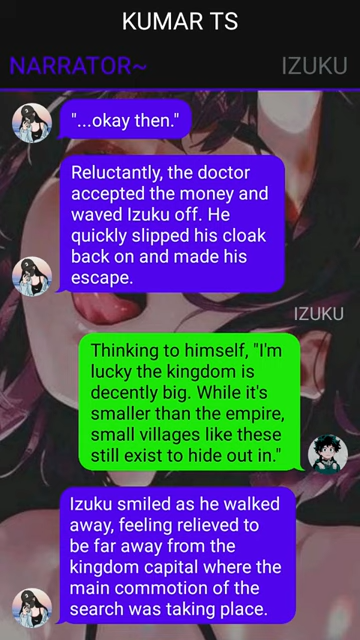 KUMAR TS
NARRATOR~
IZUKU
"...okay then."
Reluctantly, the doctor
accepted the money and
waved Izuku off. He
quickly slipped his cloak
back on and made his
escape.
IZUKU
Thinking to himself, "I'm
lucky the kingdom is
decently big. While it's
smaller than the empire,
small villages like these
still exist to hide out in."
Izuku smiled as he walked
away, feeling relieved to
be far away from the
kingdom capital where the
main commotion of the
search was taking place.